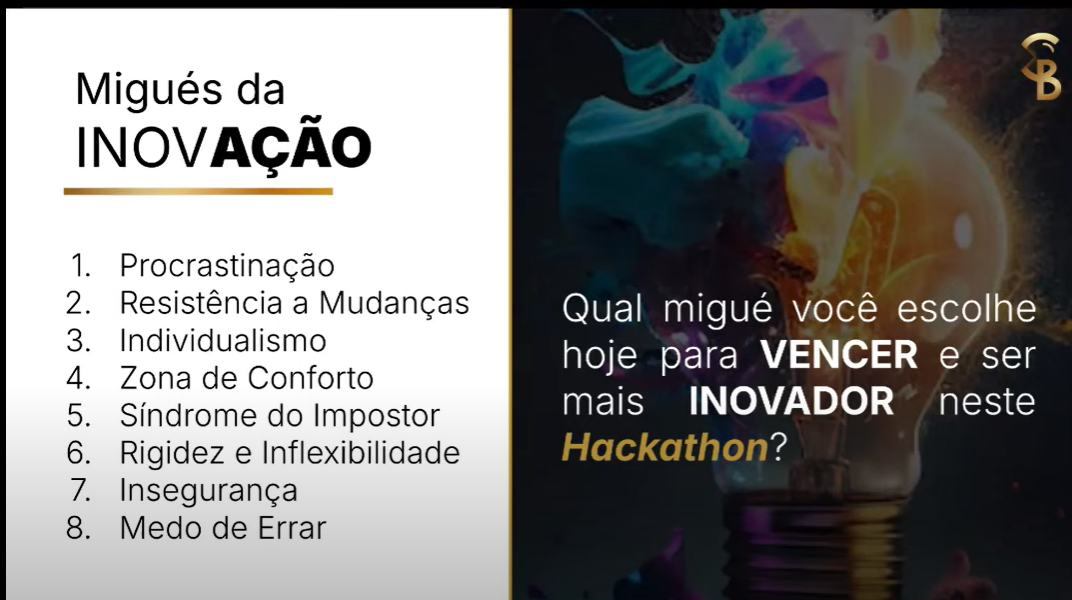 Migués da
INOVAÇÃO
1. Procrastinação
2. Resistência a Mudanças
3. Individualismo
4. Zona de Conforto
5. Síndrome do Impostor
6. Rigidez e Inflexibilidade
7. Insegurança
8. Medo de Errar
Qual migué você escolhe
hoje para VENCER e ser
mais INOVADOR neste
Hackathon?